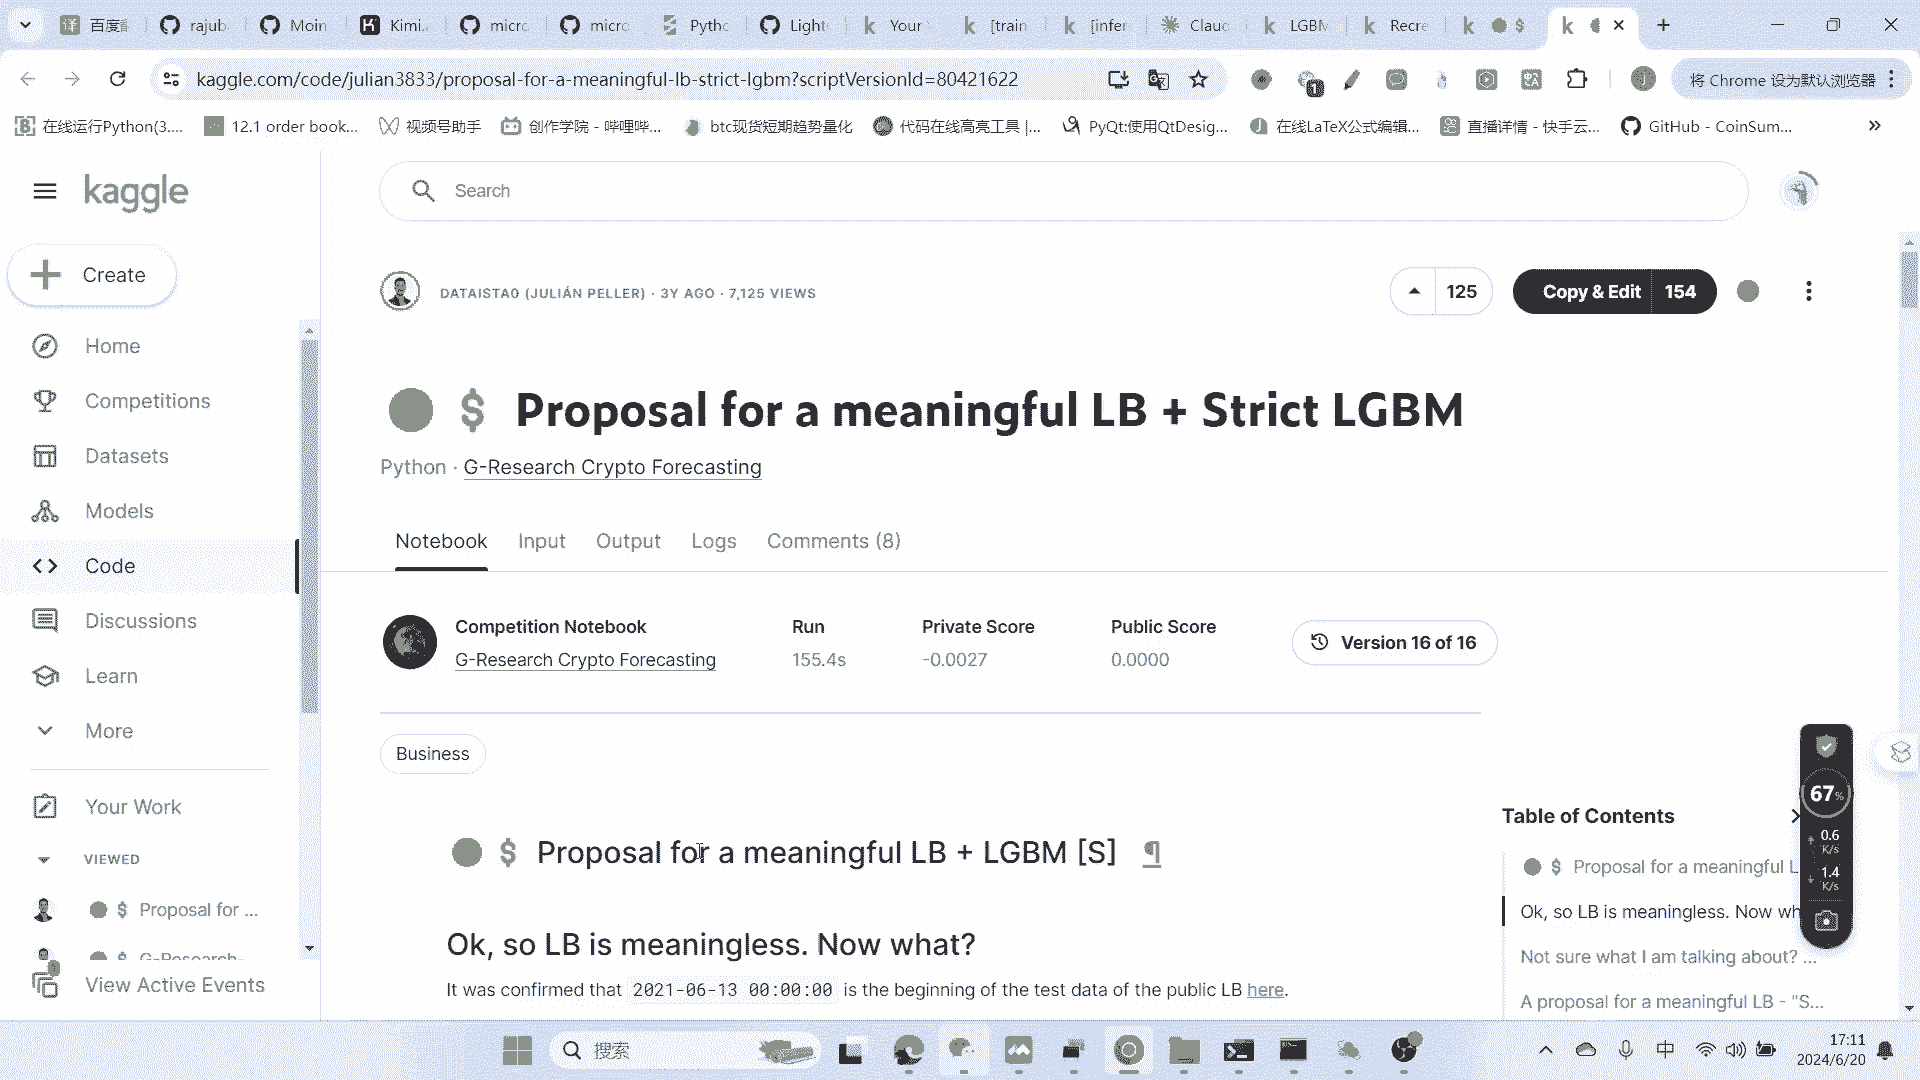 百度
rajub
Moin
Kimi.
micro
micro
Pytho
Light
Your
[train
[infer
Clauc
LGBM
Recre
$
kaggle.com/code/julian3833/proposal-for-a-meaningful-lb-strict-lgbm?scriptVersionId=80421622
将 Chrome 设为默认浏览器
在线运行Python(3....
12.1 order book...
视频号助手
创作学院 - 哔哩哔...
btc现货短期趋势量化
代码在线高亮工具 |...
PyQt:使用QtDesig...
在线LaTeX公式编辑...
直播详情 - 快手云...
GitHub - CoinSum...
kaggle
Search
Create
DATAISTA0 (JULIÁN PELLER) · 3Y AGO · 7,125 VIEWS
125
Copy & Edit 154
Home
Competitions
Datasets
Models
Code
Discussions
Learn
More
Your Work
VIEWED
$ Proposal for ...
$ G-Research-
View Active Events
$ Proposal for a meaningful LB + Strict LGBM
Python · G-Research Crypto Forecasting
Notebook Input Output Logs Comments (8)
Competition Notebook
G-Research Crypto Forecasting
Run
155.4s
Private Score
-0.0027
Public Score
0.0000
Version 16 of 16
Business
$ Proposal for a meaningful LB + LGBM [S] ¶
Ok, so LB is meaningless. Now what?
It was confirmed that 2021-06-13 00:00:00 is the beginning of the test data of the public LB here.
Table of Contents
$ Proposal for a meaningful L
Ok, so LB is meaningless. Now wh
Not sure what I am talking about? ...
A proposal for a meaningful LB - "S...
67%
0.6
K/s
1.4
K/s
搜索
中
17:11
2024/6/20